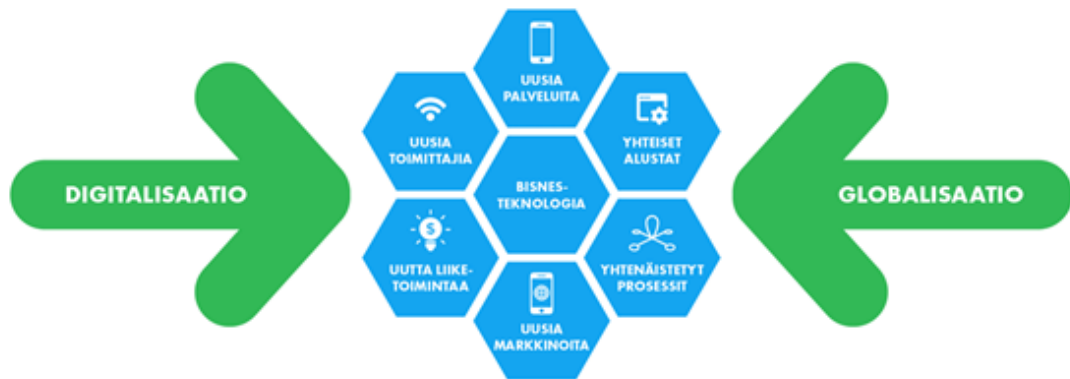 DIGITALISAATIO
UUSIA
PALVELUITA
UUSIA
TOIMITTAJIA
YHTEISET
ALUSTAT
BISNES-
TEKNOLOGIA
UUTTA LIIKE-
TOIMINTAA
$
YHTENÄISTETYT
PROSESSIT
UUSIA
MARKKINOITA
GLOBALISAATIO